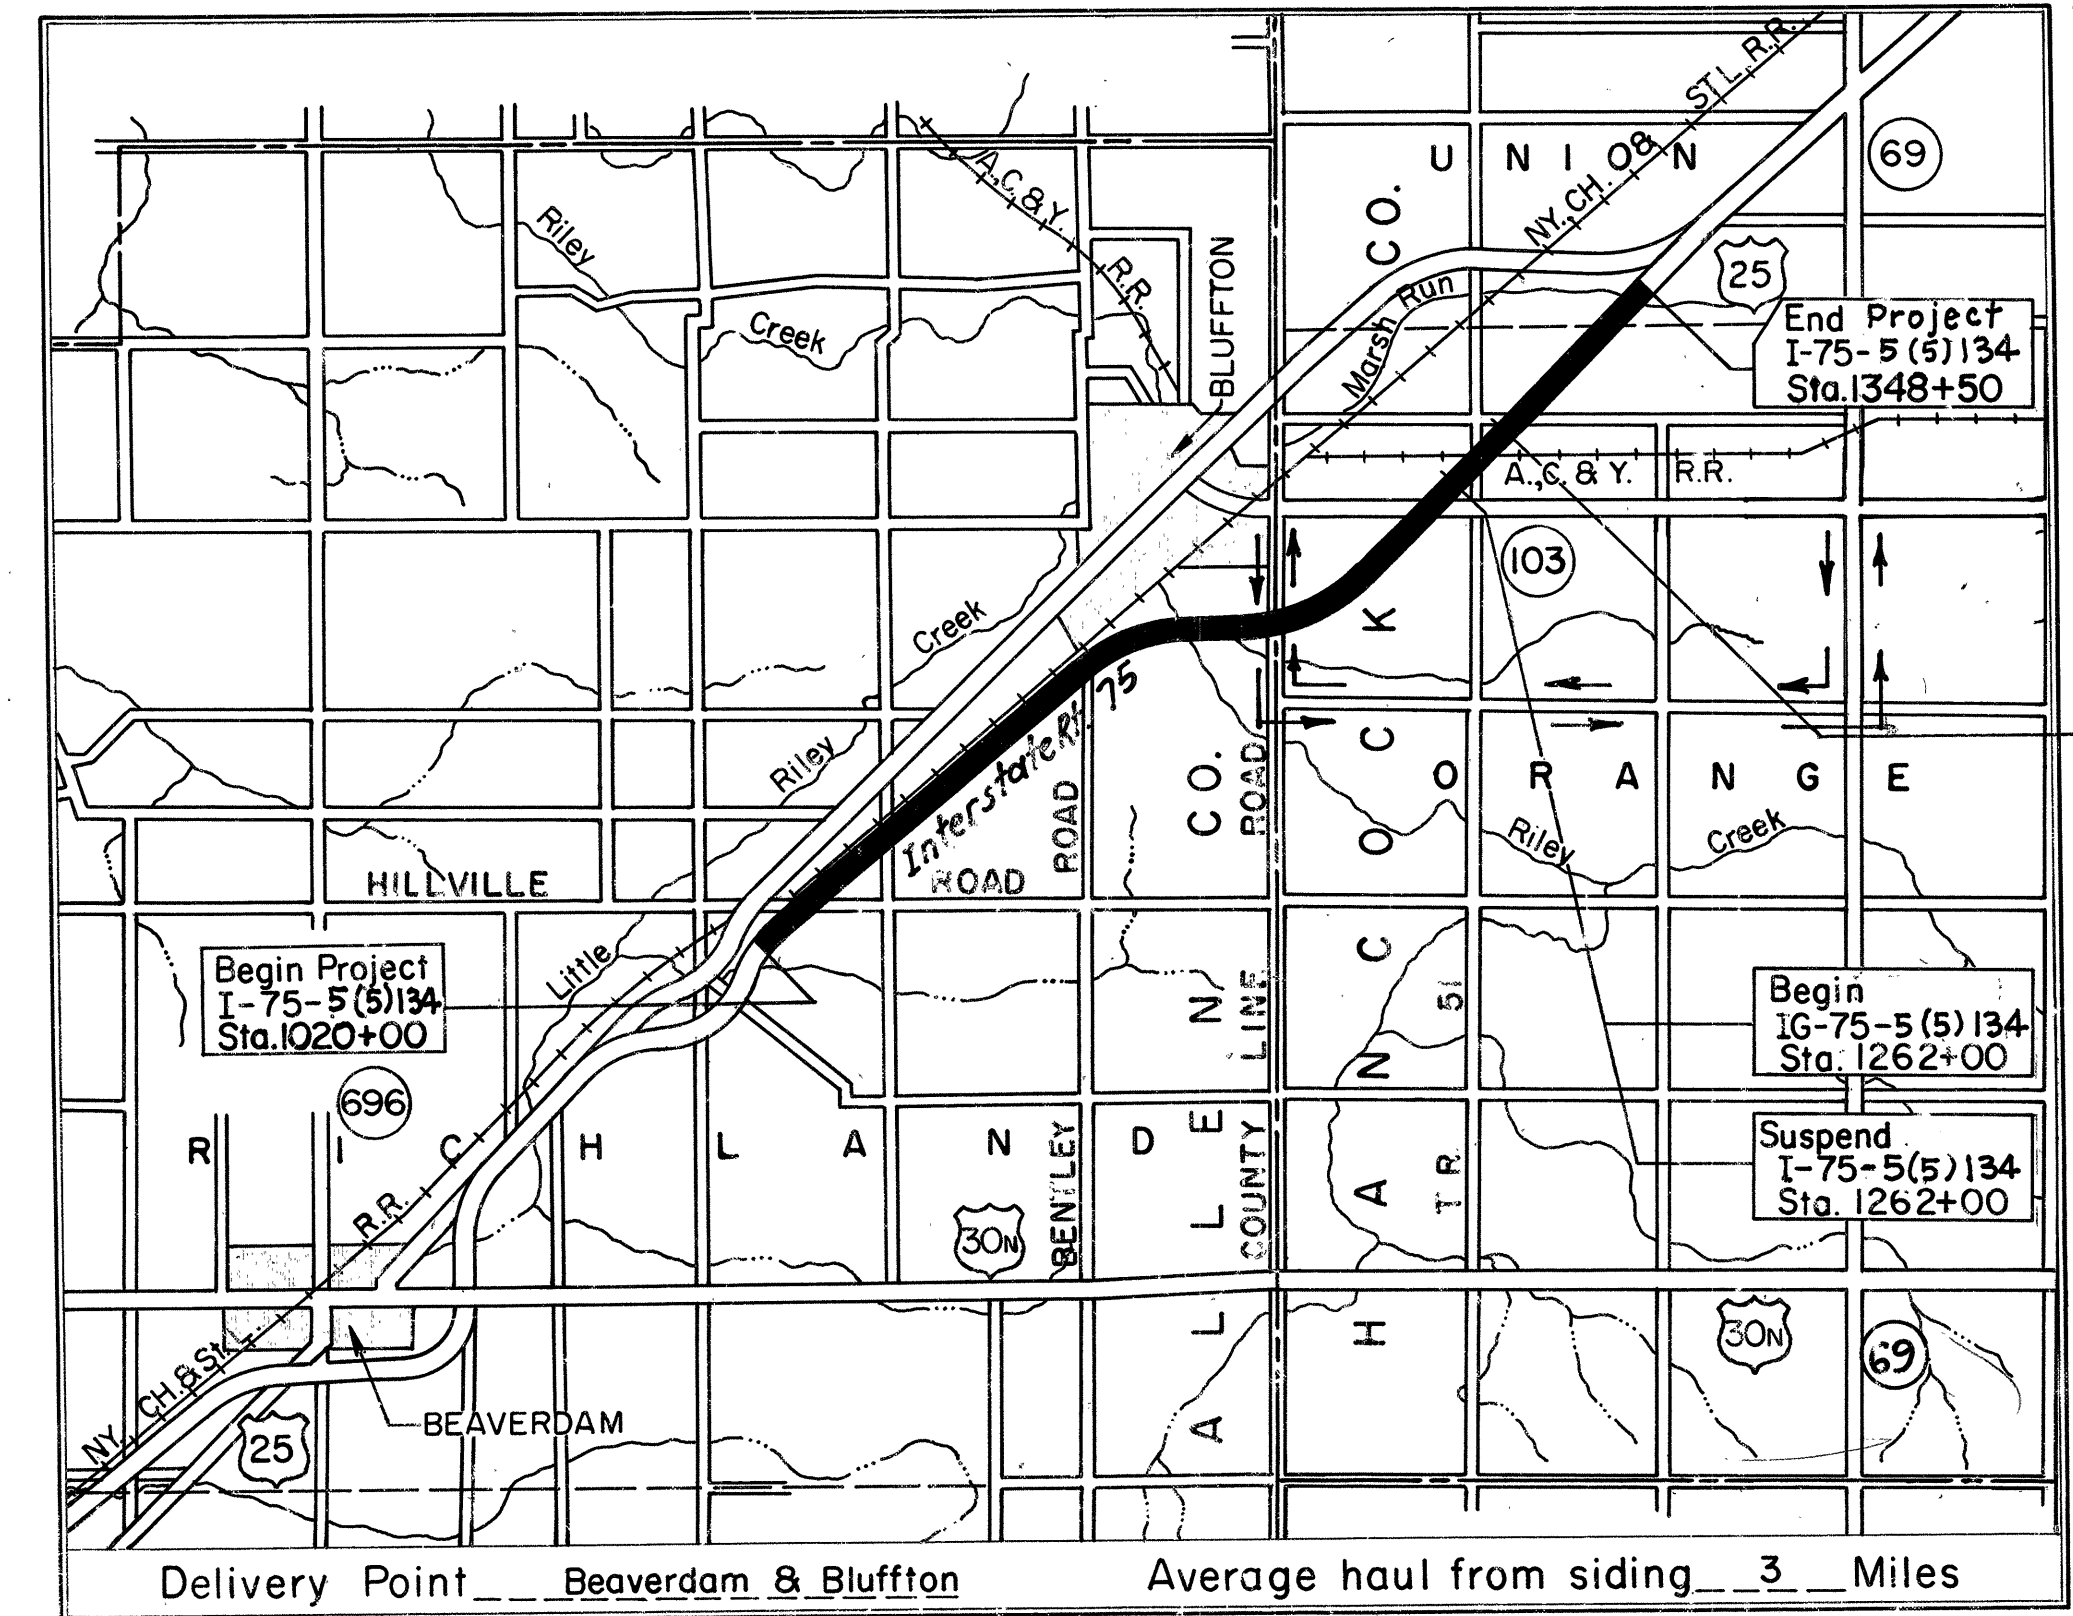 ST L. R.R.
NY., CH. &
U N I O N
69
A., C. & Y.
R.R.
Riley
Creek
BLUFFTON
CO.
Marsh Run
25
End Project
I-75-5(5)134
Sta. 1348+50
A., C. & Y. R.R.
103
Creek
K
Interstate Rt. 75
Riley
ROAD
CO.
ROAD
C
O R A N G E
O
Riley
Creek
HILLVILLE
ROAD
C
Little
Begin Project
I-75-5(5)134
Sta. 1020+00
N
LINE
51
N
Begin
IG-75-5(5)134
Sta. 1262+00
696
R I C H L A N D
E
BENTLEY
COUNTY
A
T R
Suspend
I-75-5(5)134
Sta. 1262+00
R.R.
L
30N
L
H
30N
69
NY. CH. & St. L.
25
BEAVERDAM
A
Delivery Point Beaverdam & Bluffton
Average haul from siding 3 Miles